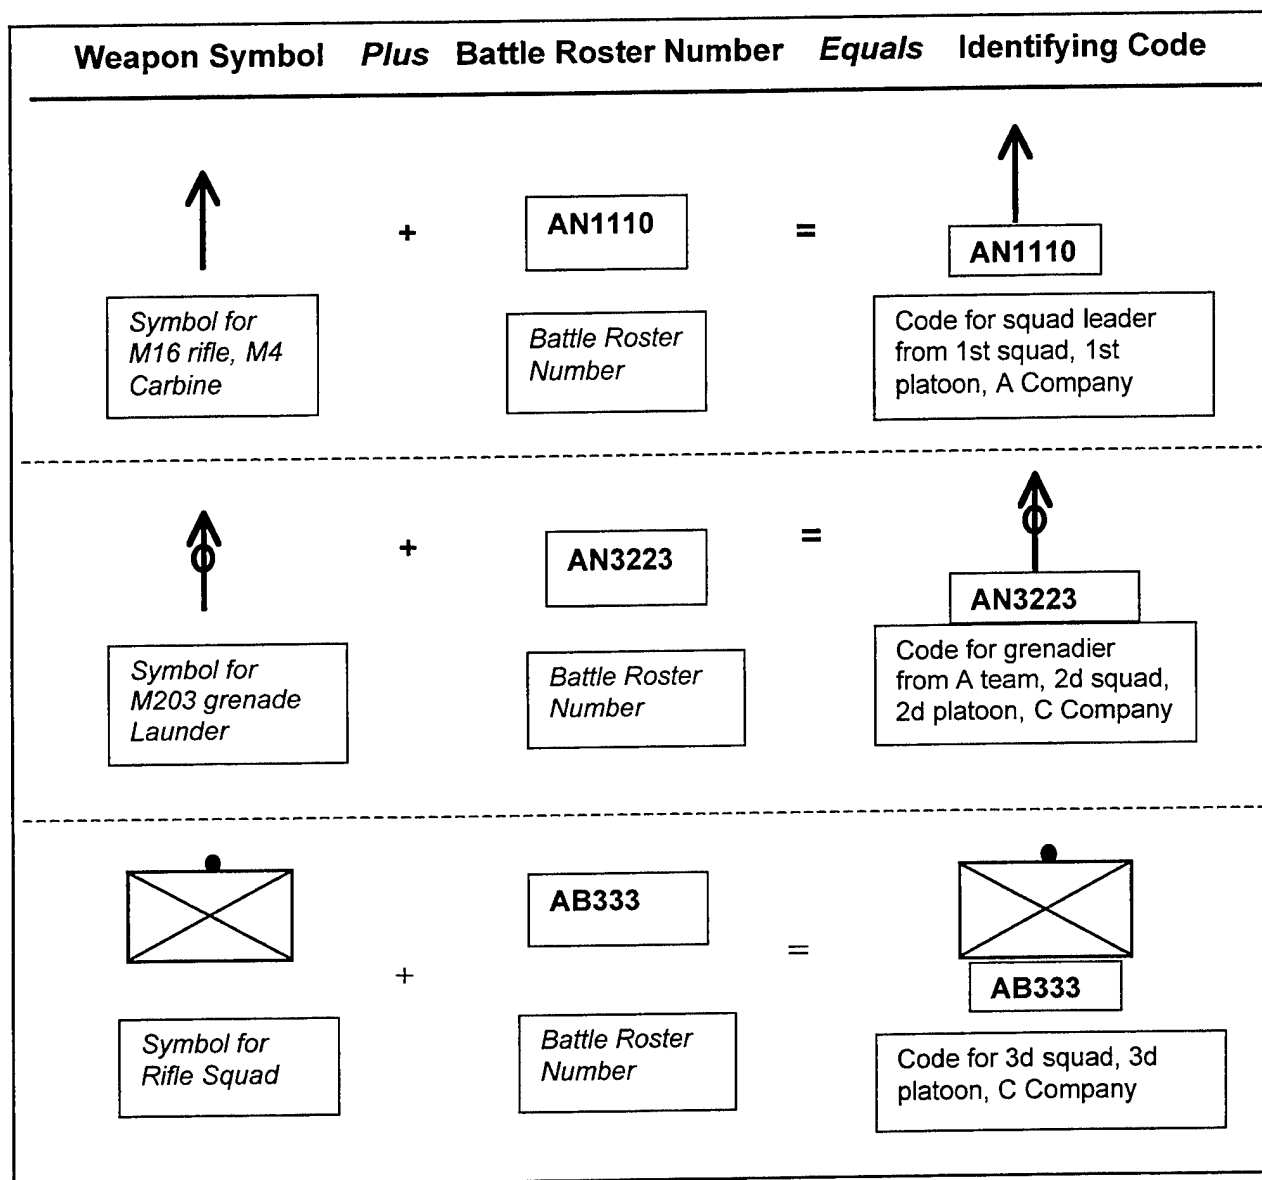 Weapon Symbol Plus Battle Roster Number Equals Identifying Code
+
AN1110
=
AN1110
Symbol for
M16 rifle, M4
Carbine
Battle Roster
Number
Code for squad leader
from 1st squad, 1st
platoon, A Company
+
AN3223
=
AN3223
Symbol for
M203 grenade
Launder
Battle Roster
Number
Code for grenadier
from A team, 2d squad,
2d platoon, C Company
+
AB333
=
AB333
Symbol for
Rifle Squad
Battle Roster
Number
Code for 3d squad, 3d
platoon, C Company